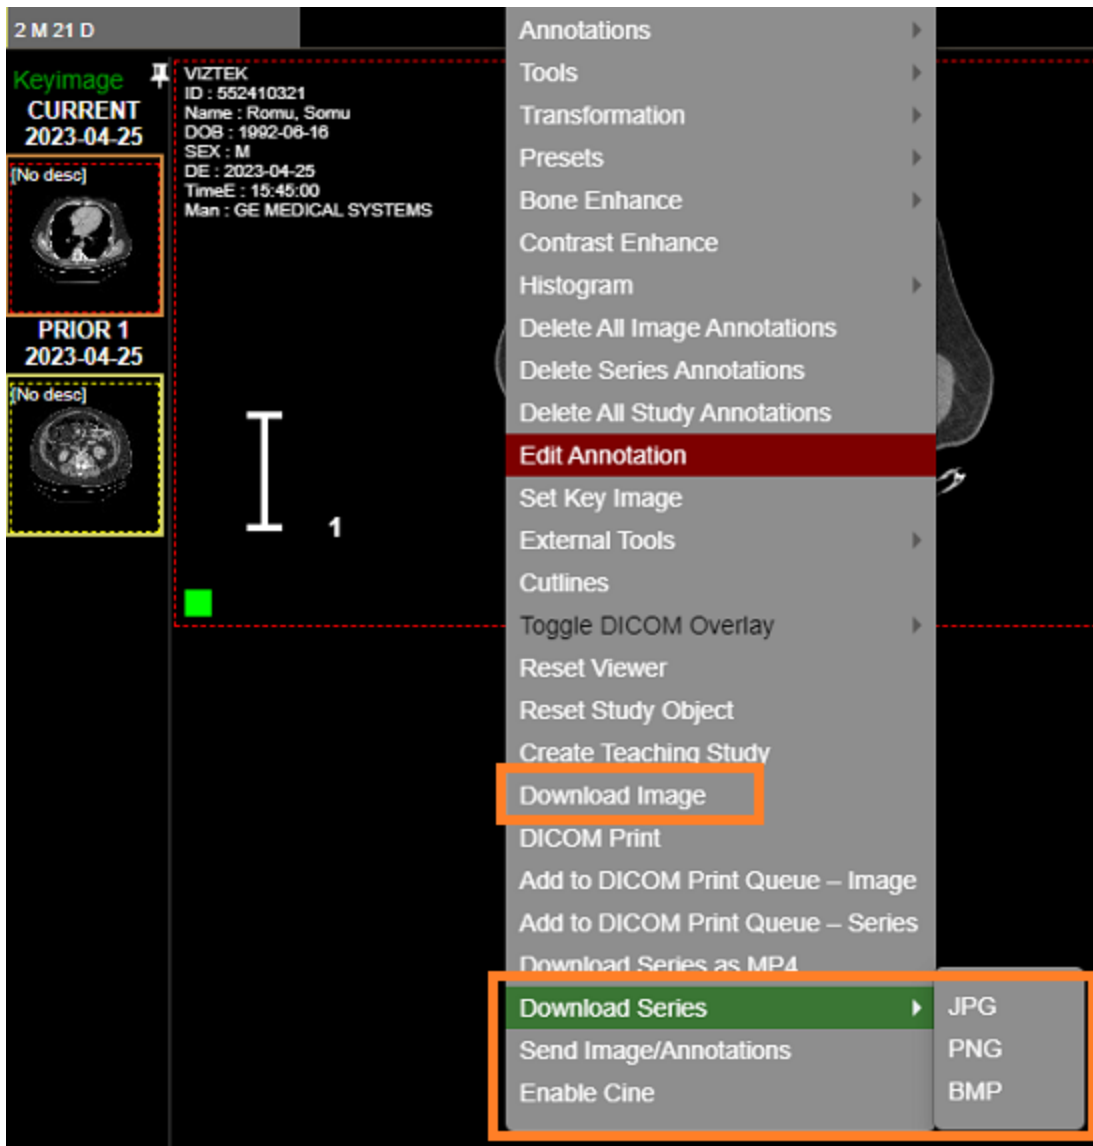 2 M 21 D
Keyimage
CURRENT
2023-04-25
[No desc]
PRIOR 1
2023-04-25
[No desc]
VIZTEK
ID : 552410321
Name : Romu, Somu
DOB : 1992-06-16
SEX : M
DE : 2023-04-25
TimeE : 15:45:00
Man : GE MEDICAL SYSTEMS
1
Annotations
Tools
Transformation
Presets
Bone Enhance
Contrast Enhance
Histogram
Delete All Image Annotations
Delete Series Annotations
Delete All Study Annotations
Edit Annotation
Set Key Image
External Tools
Cutlines
Toggle DICOM Overlay
Reset Viewer
Reset Study Object
Create Teaching Study
Download Image
DICOM Print
Add to DICOM Print Queue – Image
Add to DICOM Print Queue – Series
Download Series as MP4
Download Series
Send Image/Annotations
Enable Cine
JPG
PNG
BMP